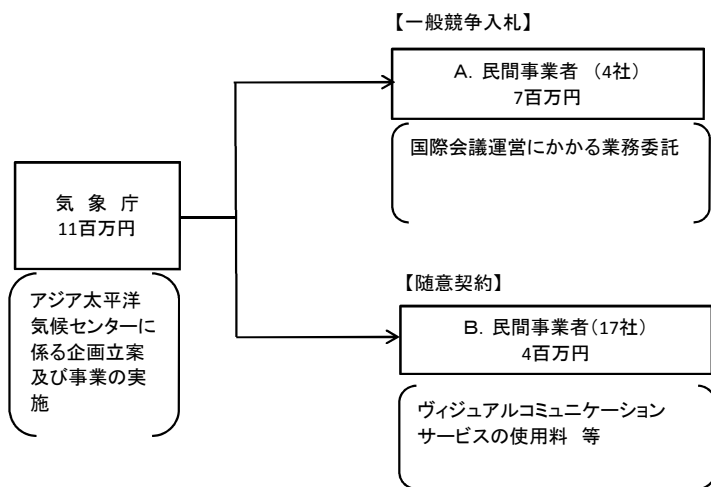 【一般競争入札】
A. 民間事業者 （4社）
7百万円
国際会議運営にかかる業務委託
気 象 庁
11百万円
アジア太平洋
気候センターに
係る企画立案
及び事業の実
施
【随意契約】
B. 民間事業者（17社）
4百万円
ヴィジュアルコミュニケーション
サービスの使用料 等